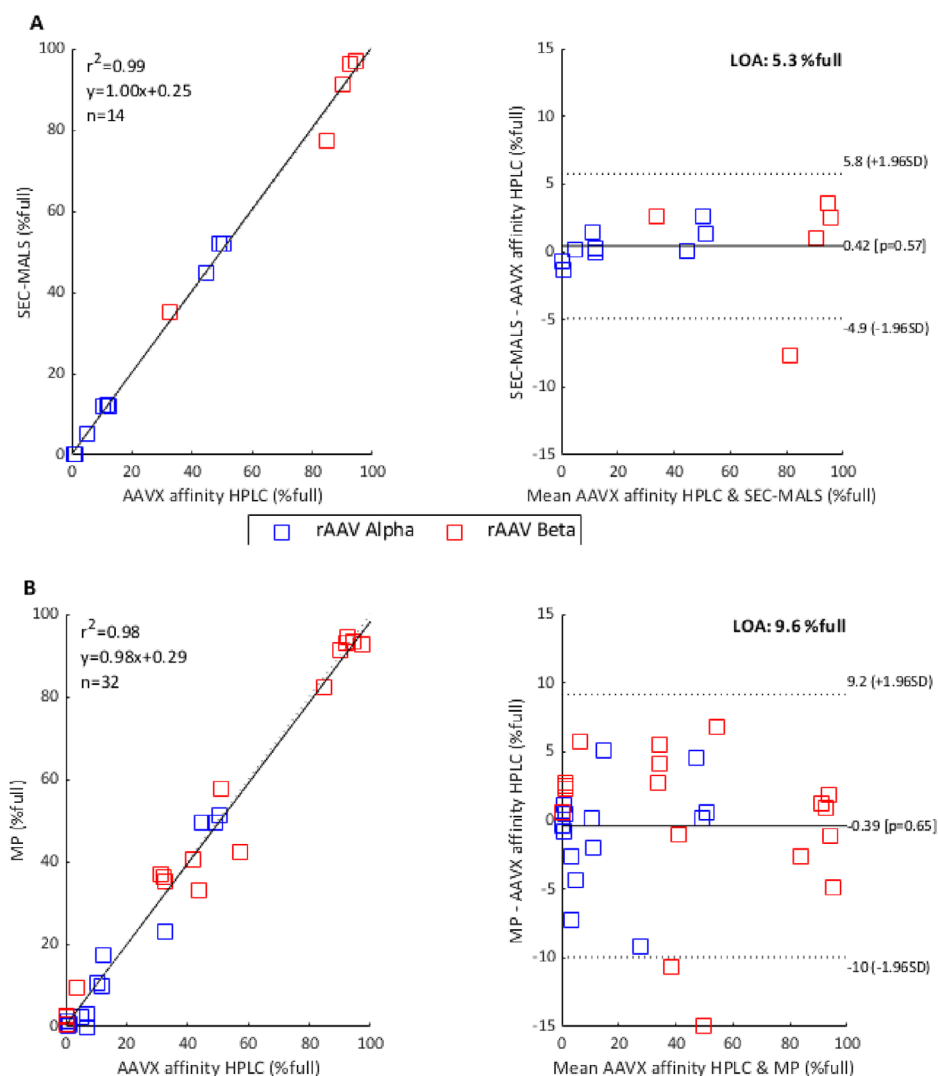 A
r2=0.99
y=1.00x+0.25
n=14
100
80
60
40
20
0
SEC-MALS (%full)
0 20 40 60 80 100
AAVX affinity HPLC (%full)
LOA: 5.3 %full
15
10
5
0
-5
-10
-15
SEC-MALS - AAVX affinity HPLC (%full)
5.8 (+1.96SD)
0.42 [p=0.57]
-4.9 (-1.96SD)
0 20 40 60 80 100
Mean AAVX affinity HPLC & SEC-MALS (%full)
rAAV Alpha rAAV Beta
B
r2=0.98
y=0.98x+0.29
n=32
100
80
60
40
20
0
MP (%full)
0 20 40 60 80 100
AAVX affinity HPLC (%full)
LOA: 9.6 %full
15
10
5
0
-5
-10
-15
MP - AAVX affinity HPLC (%full)
9.2 (+1.96SD)
-0.39 [p=0.65]
-10 (-1.96SD)
0 20 40 60 80 100
Mean AAVX affinity HPLC & MP (%full)